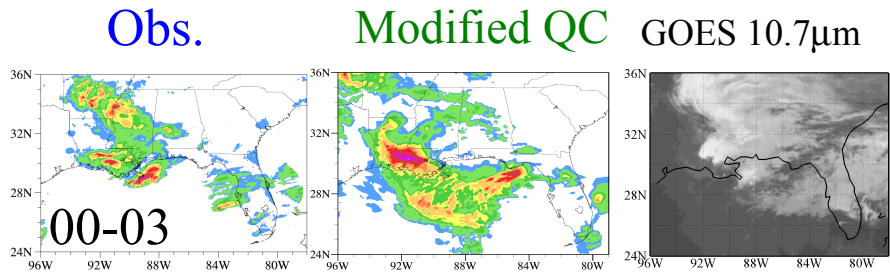 Obs. Modified QC GOES 10.7μm
36N 36N 36N
32N 32N 32N
28N 28N 28N
00-03
24N 24N 24N
96W 92W 88W 84W 80W 96W 92W 88W 84W 80W 96W 92W 88W 84W 80W